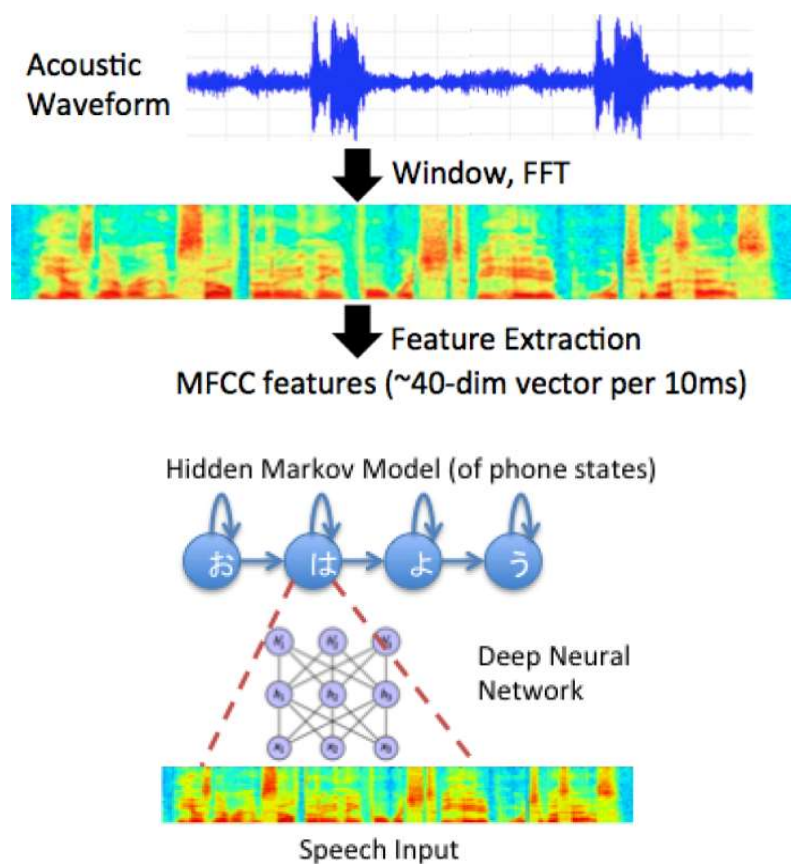 Acoustic
Waveform
Window, FFT
Feature Extraction
MFCC features (~40-dim vector per 10ms)
Hidden Markov Model (of phone states)
お は よ う
Deep Neural
Network
Speech Input